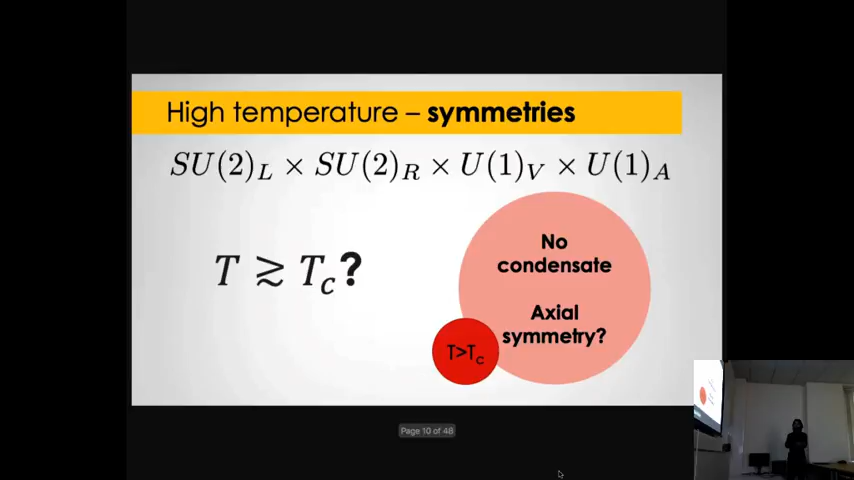 High temperature – symmetries
SU(2)_L × SU(2)_R × U(1)_V × U(1)_A
T ≳ T_c?
No
condensate
Axial
symmetry?
T>T_c
Page 10 of 48